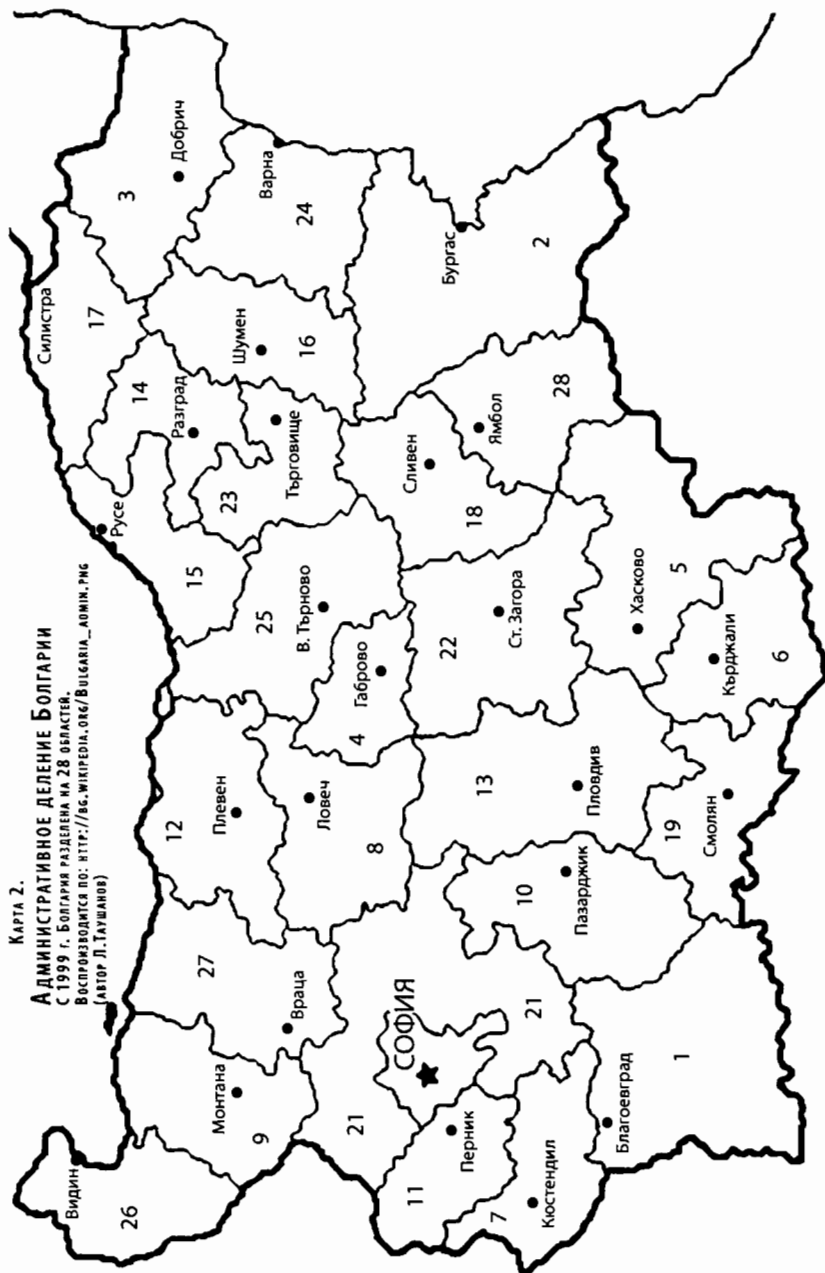 Карта 2.
Административное деление Болгарии
С 1999 г. Болгария разделена на 28 областей.
Воспроизводится по: http://bg.wikipedia.org/Bulgaria_admin.png
(автор Л.Таушанов)
Видин
26
Монтана
9
Враца
27
Плевен
12
Ловеч
8
Габрово
4
В. Търново
25
Русе
15
Разград
14
Силистра
17
Добрич
3
Варна
24
Шумен
16
Търговище
23
СОФИЯ
21
21
Перник
11
Кюстендил
7
Благоевград
1
Пазарджик
10
Пловдив
13
Смолян
19
Ст. Загора
22
Сливен
18
Ямбол
28
Бургас
2
Хасково
5
Кърджали
6